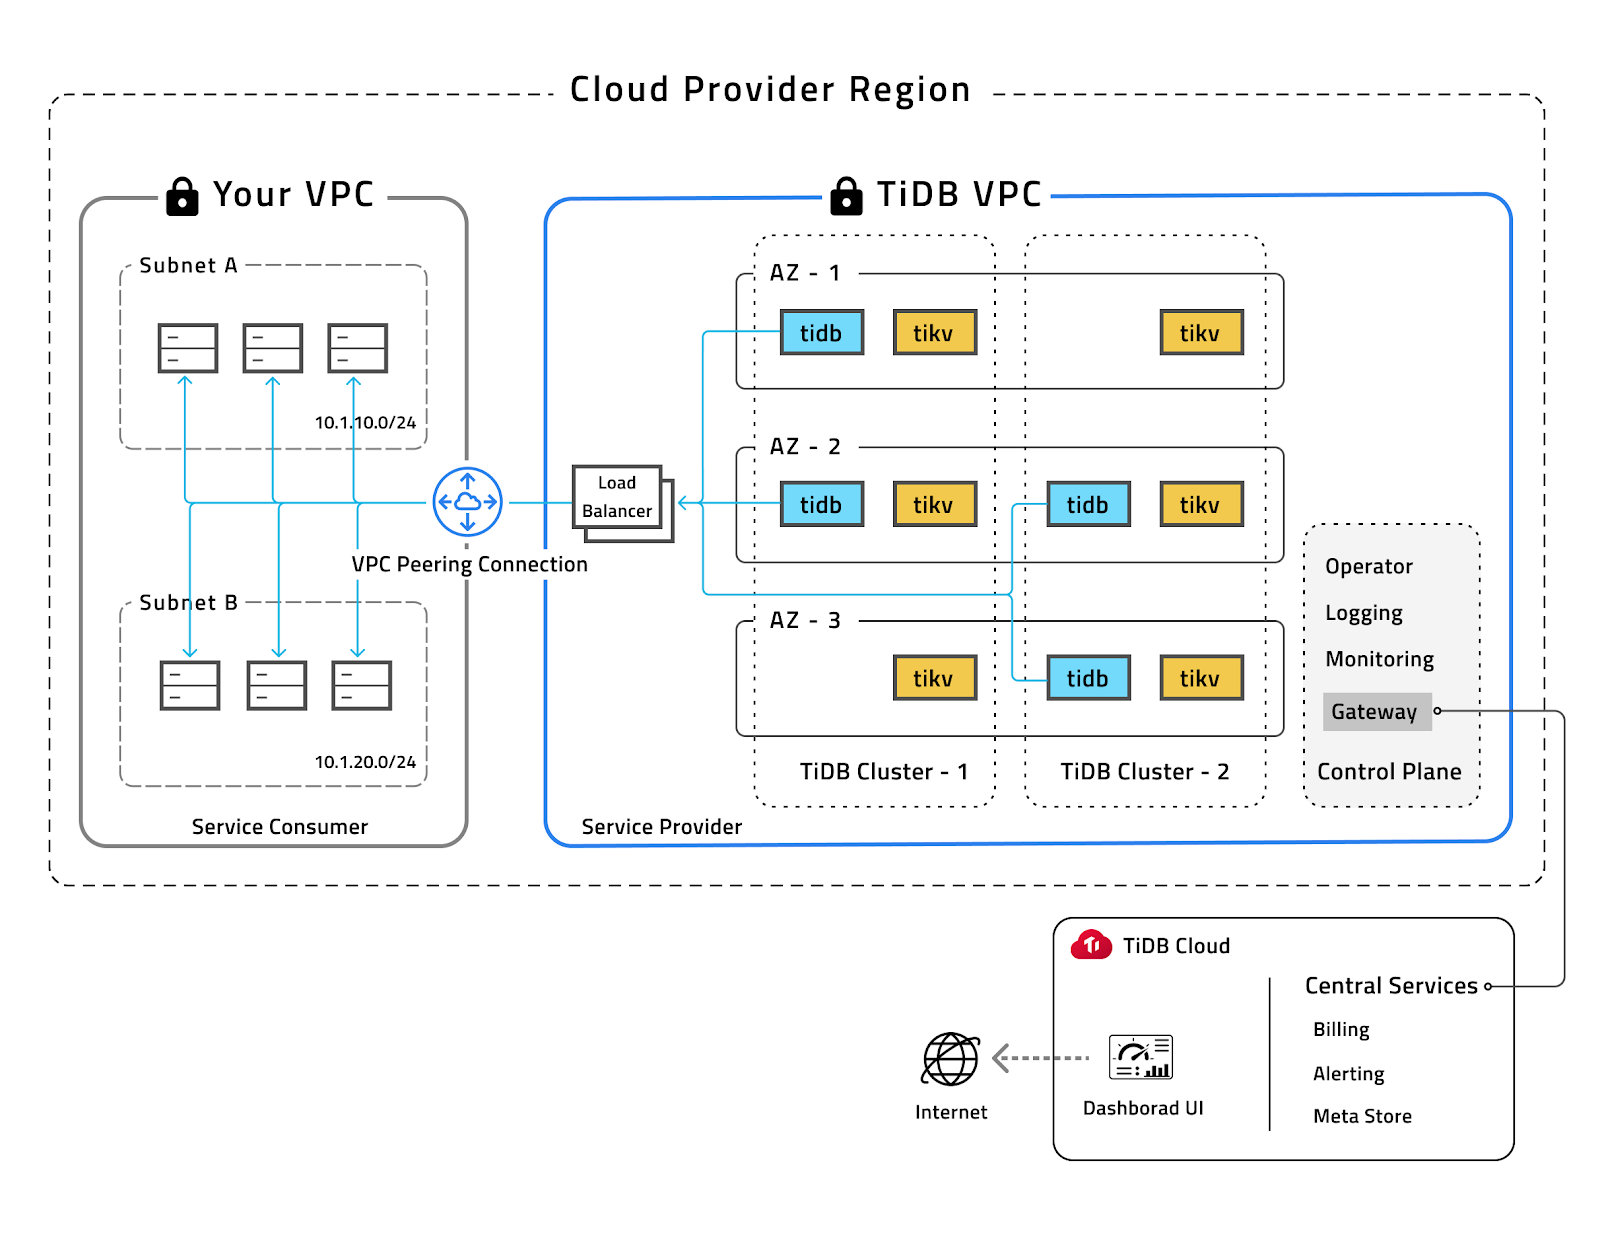 Cloud Provider Region
Your VPC
Subnet A
10.1.10.0/24
VPC Peering Connection
Subnet B
10.1.20.0/24
Service Consumer
TiDB VPC
Load
Balancer
AZ - 1
tidb
tikv
tikv
AZ - 2
tidb
tikv
tidb
tikv
AZ - 3
tikv
tidb
tikv
TiDB Cluster - 1
TiDB Cluster - 2
Operator
Logging
Monitoring
Gateway
Control Plane
Service Provider
TiDB Cloud
Internet
Dashborad UI
Central Services
Billing
Alerting
Meta Store